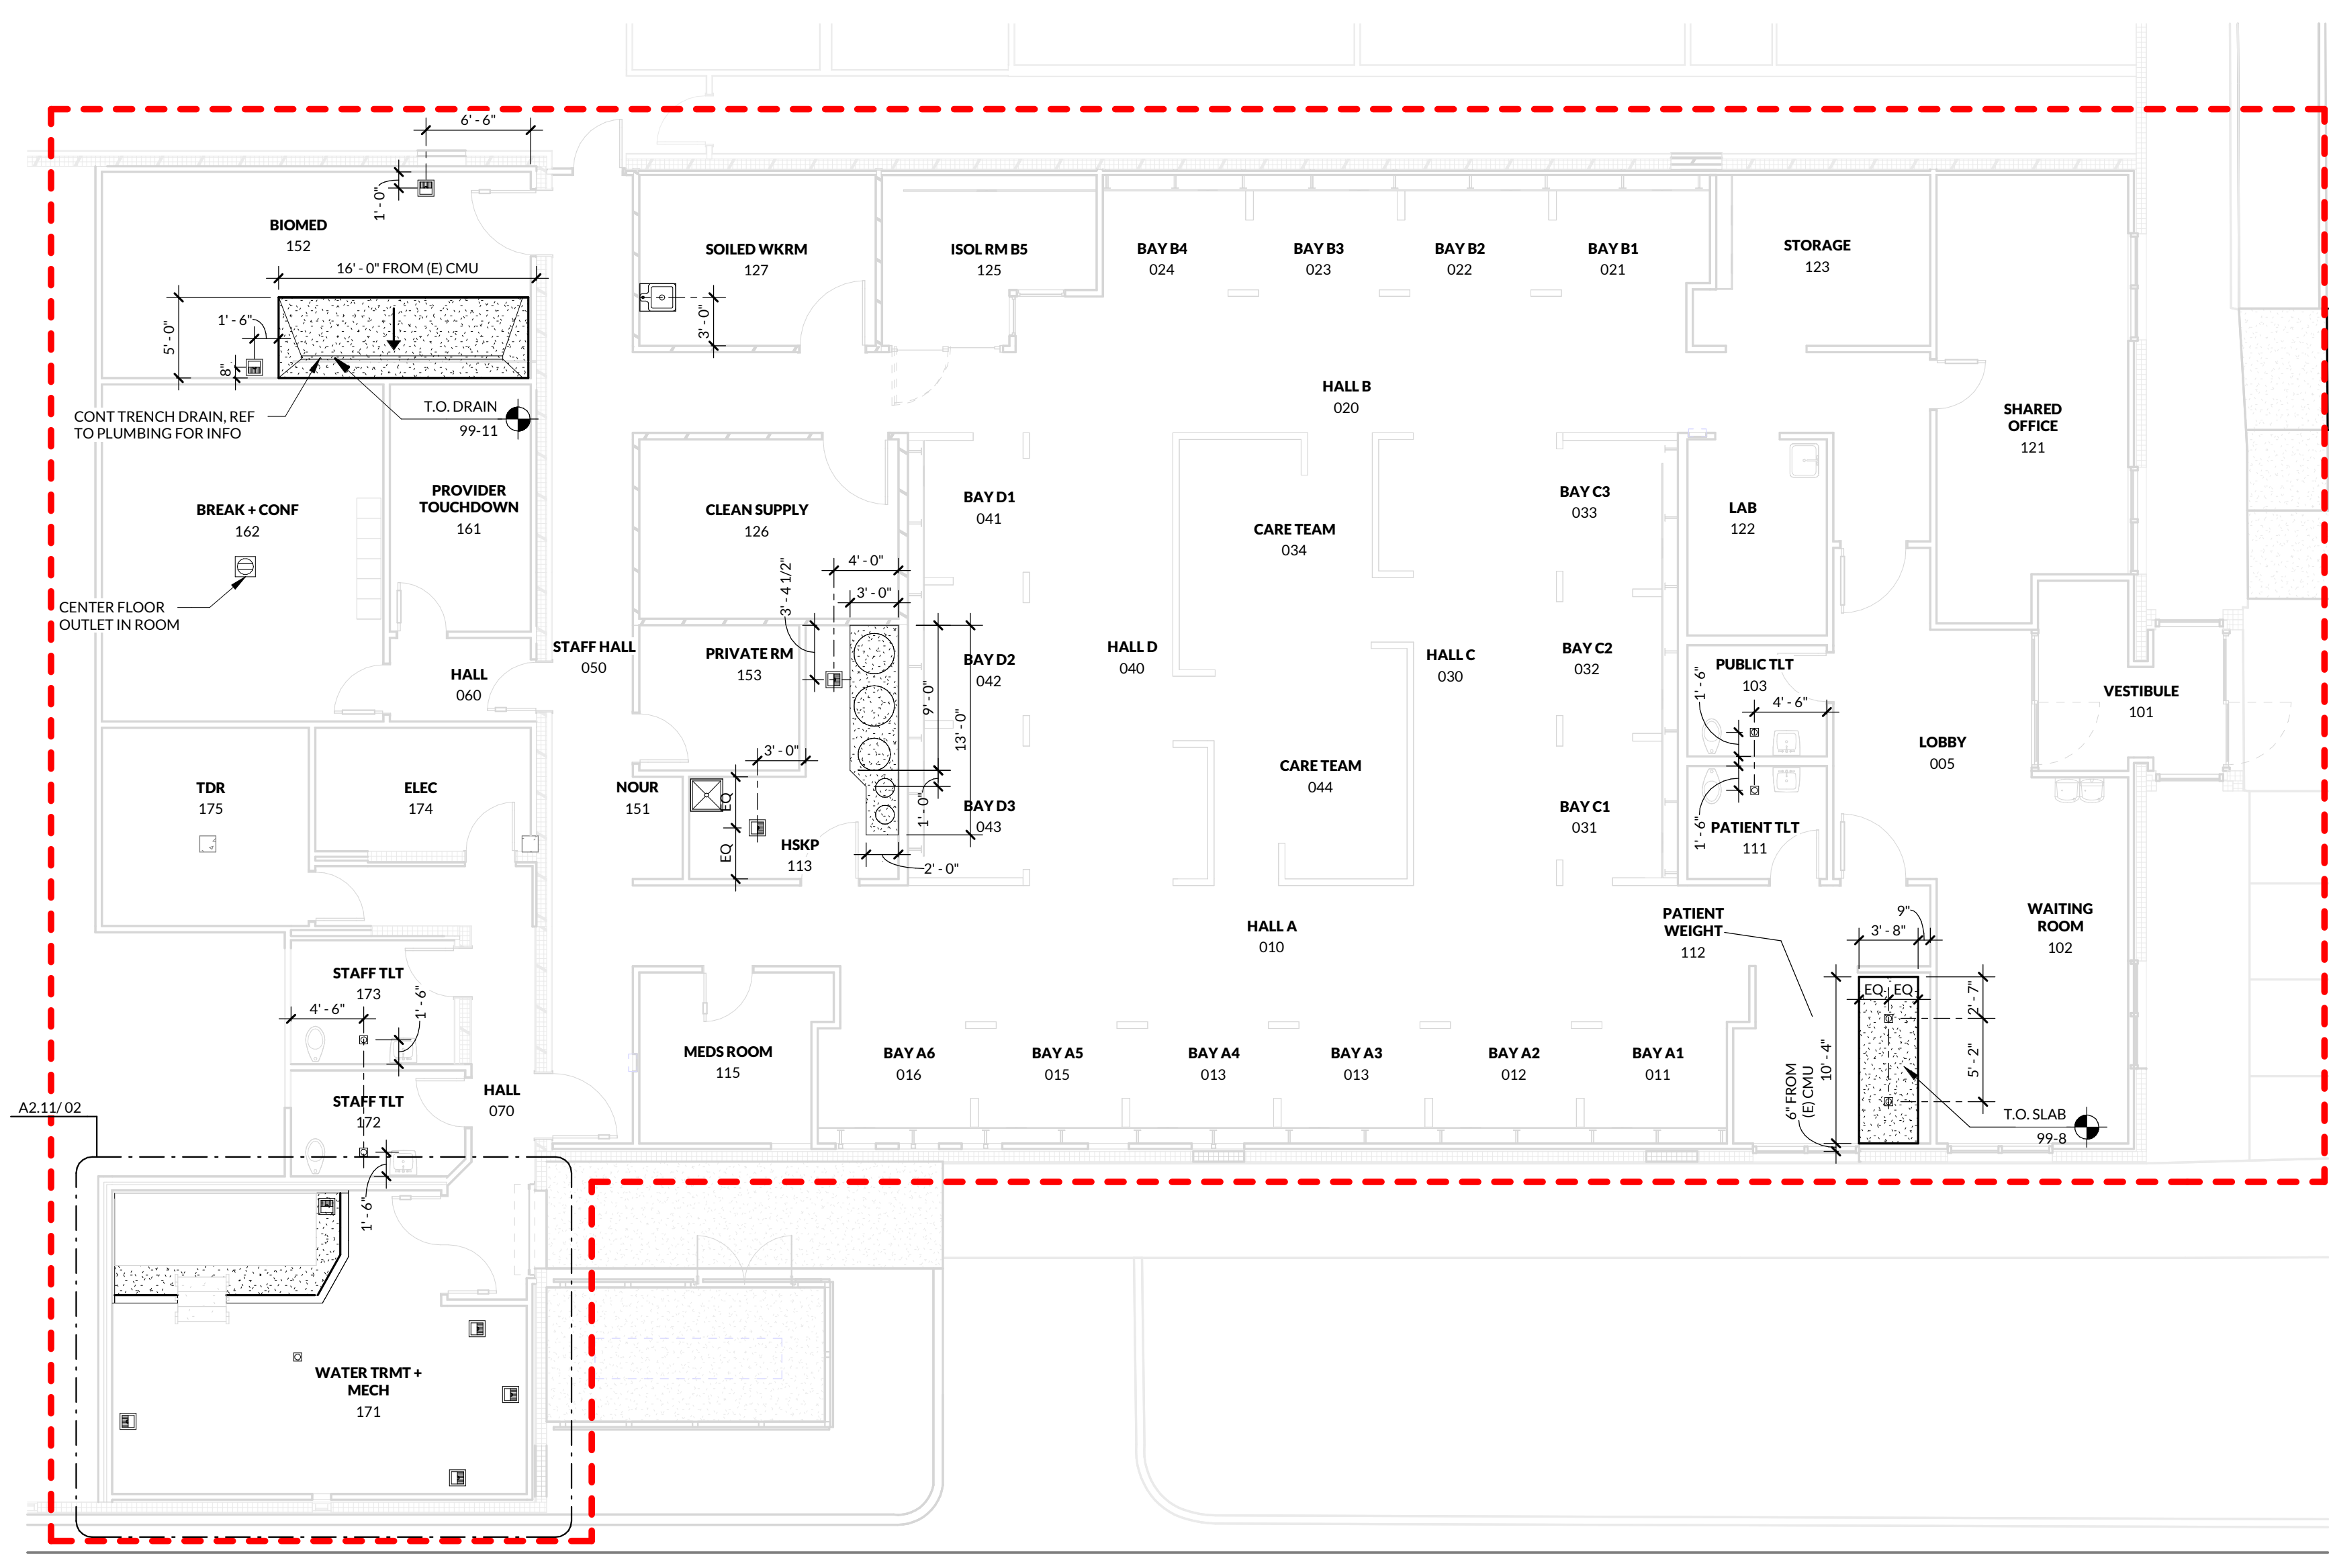 6' - 6"
1' - 0"
BIOMED
152
16' - 0" FROM (E) CMU
5' - 0"
1' - 6"
8"
CONT TRENCH DRAIN, REF
TO PLUMBING FOR INFO
T.O. DRAIN
99-11
SOILED WKRM
127
3' - 0"
ISOL RM B5
125
BAY B4
024
BAY B3
023
BAY B2
022
BAY B1
021
STORAGE
123
HALL B
020
SHARED
OFFICE
121
BREAK + CONF
162
PROVIDER
TOUCHDOWN
161
CENTER FLOOR
OUTLET IN ROOM
CLEAN SUPPLY
126
BAY D1
041
CARE TEAM
034
BAY C3
033
LAB
122
4' - 0"
3' - 4 1/2"
3' - 0"
STAFF HALL
050
HALL
060
PRIVATE RM
153
BAY D2
042
9' - 0"
13' - 0"
HALL D
040
HALL C
030
BAY C2
032
PUBLIC TLT
103
1' - 6"
4' - 6"
VESTIBULE
101
LOBBY
005
TDR
175
ELEC
174
NOUR
151
3' - 0"
EQ
EQ
HSKP
113
1' - 0"
2' - 0"
BAY D3
043
CARE TEAM
044
BAY C1
031
1' - 6"
PATIENT TLT
111
STAFF TLT
173
4' - 6"
1' - 6"
HALL A
010
PATIENT
WEIGHT
112
9"
3' - 8"
EQ
EQ
2' - 7"
5' - 2"
10' - 4"
6" FROM
(E) CMU
T.O. SLAB
99-8
WAITING
ROOM
102
A2.11/ 02
STAFF TLT
172
1' - 6"
HALL
070
MEDS ROOM
115
BAY A6
016
BAY A5
015
BAY A4
013
BAY A3
013
BAY A2
012
BAY A1
011
WATER TRMT +
MECH
171